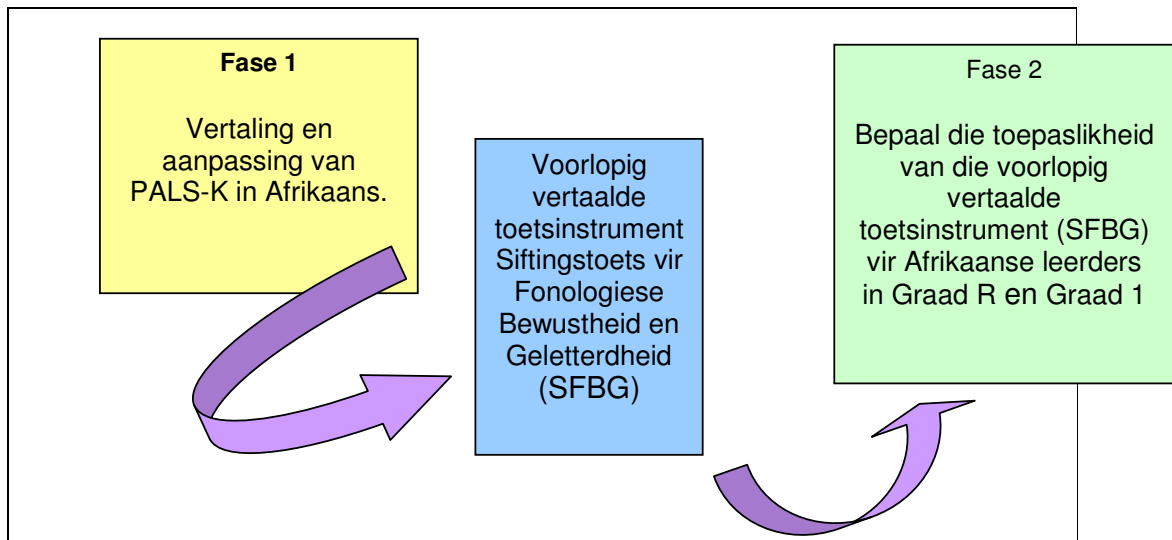 Fase 1
Vertaling en
aanpassing van
PALS-K in Afrikaans.
Voorlopig
vertaalde
toetsinstrument
Siftingstoets vir
Fonologiese
Bewustheid en
Geletterdheid
(SFBG)
Fase 2
Bepaal die toepaslikheid
van die voorlopig
vertaalde
toetsinstrument (SFBG)
vir Afrikaanse leerders
in Graad R en Graad 1